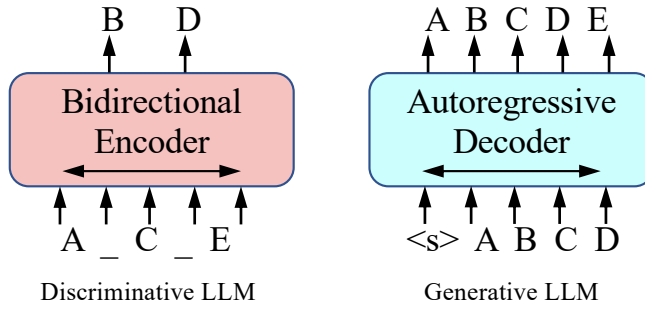 B D
Bidirectional
Encoder
A _ C _ E
Discriminative LLM
A B C D E
Autoregressive
Decoder
<s> A B C D
Generative LLM